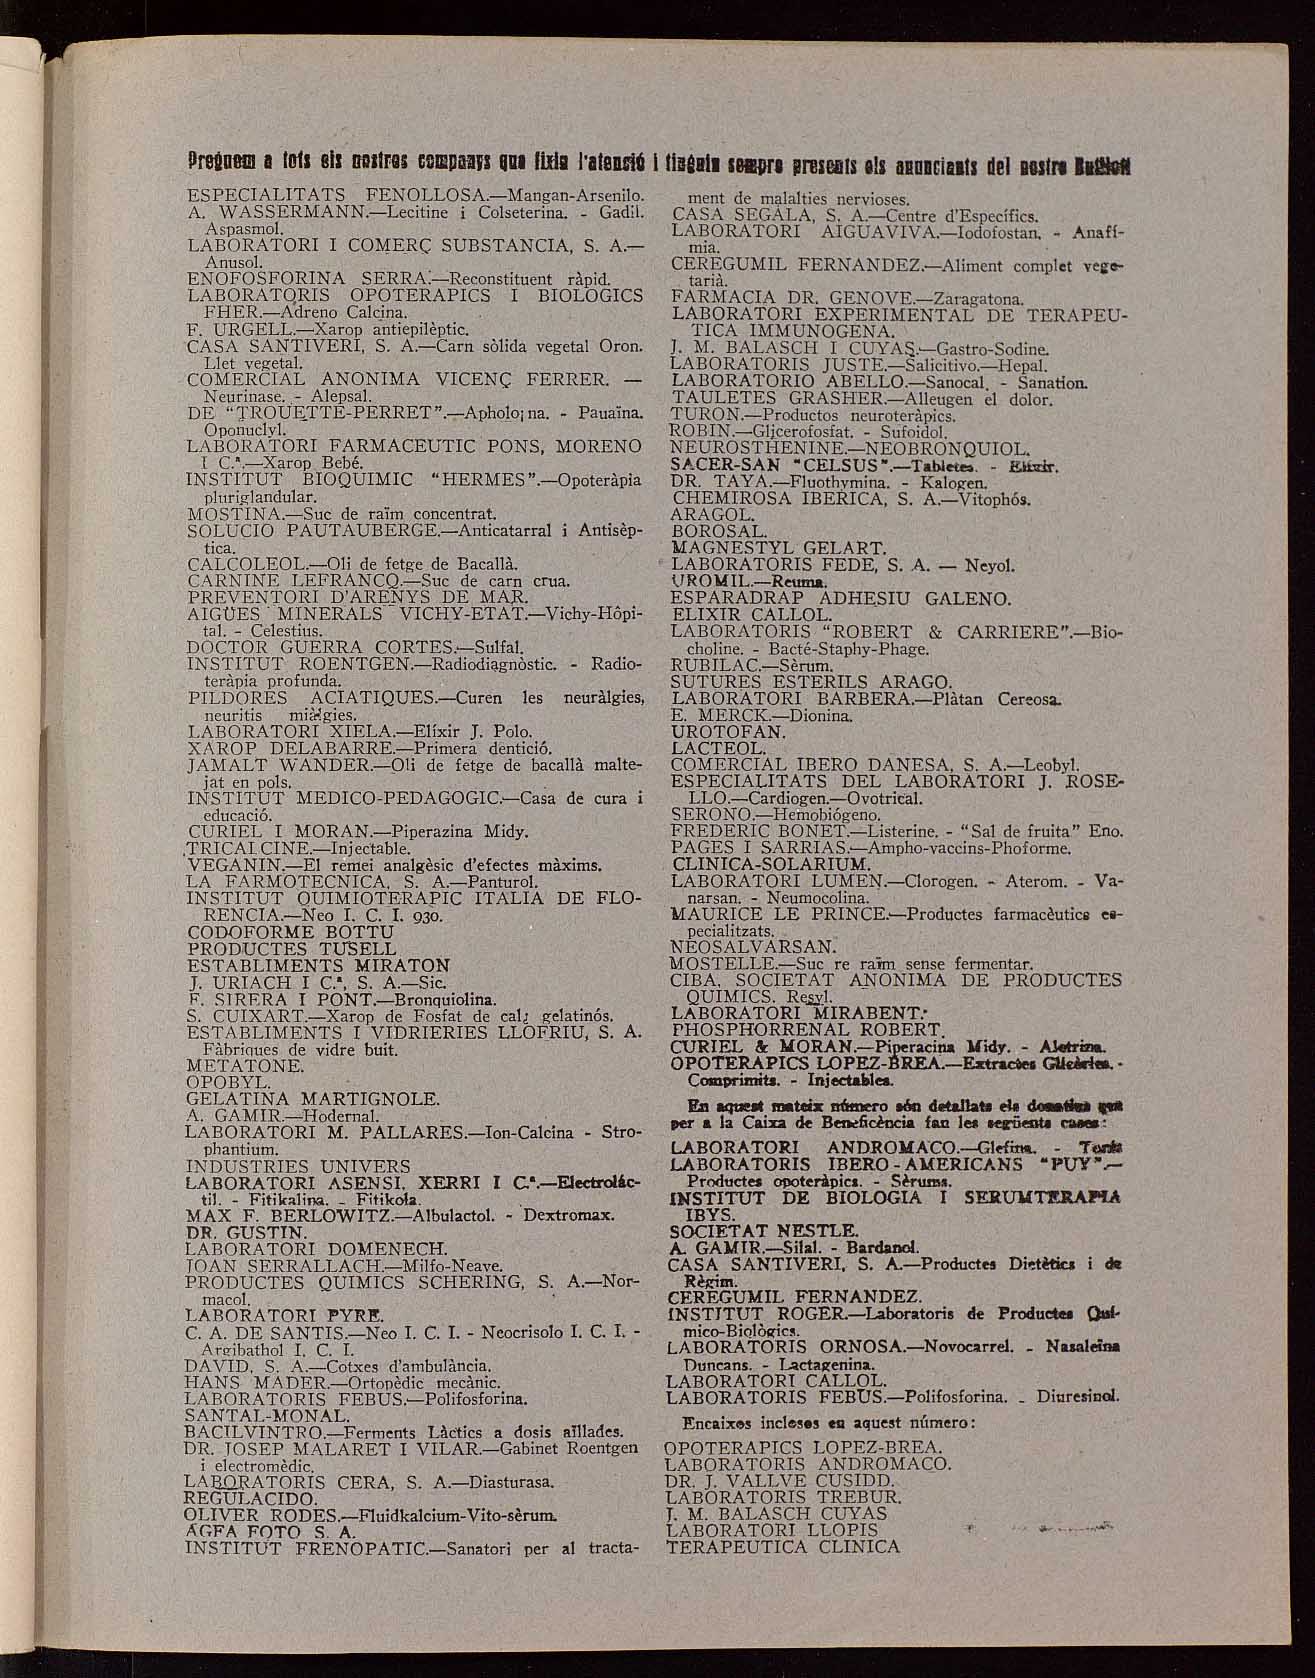 Preguem a tots els nostres companys que fixin l'atenció i tinguin sempre presents els anunciants del nostre Butlletí
ESPECIALITATS FENOLLOSA.—Mangan-Arsenilo.
A. WASSERMANN.—Lecitine i Colseterina. - Gadil.
Aspasmol.
LABORATORI I COMERÇ SUBSTANCIA, S. A.—
Anusol.
ENOFOSFORINA SERRA.—Reconstituent ràpid.
LABORATORIS OPOTERAPICS I BIOLOGICS
FHER.—Adreno Calcina.
F. URGELL.—Xarop antiepilèptic.
CASA SANTIVERI, S. A.—Carn sòlida vegetal Oron.
Llet vegetal.
COMERCIAL ANONIMA VICENÇ FERRER. —
Neurinase. - Alepsal.
DE "TROUETTE-PERRET".—Apholoina. - Pauaïna.
Oponuclyl.
LABORATORI FARMACEUTIC PONS, MORENO
I C.ª.—Xarop Bebé.
INSTITUT BIOQUIMIC "HERMES".—Opoteràpia
pluriglandular.
MOSTINA.—Suc de raïm concentrat.
SOLUCIO PAUTAUBERGE.—Anticatarral i Antisèp-
tica.
CALCOLEOL.—Oli de fetge de Bacallà.
CARNINE LEFRANCQ.—Suc de carn crua.
PREVENTORI D'ARENYS DE MAR.
AIGÜES MINERALS VICHY-ETAT.—Vichy-Hôpi-
tal. - Celestius.
DOCTOR GUERRA CORTES.—Sulfal.
INSTITUT ROENTGEN.—Radiodiagnòstic. - Radio-
teràpia profunda.
PILDORES ACIATIQUES.—Curen les neuràlgies,
neuritis miàlgies.
LABORATORI XIELA.—Elíxir J. Polo.
XAROP DELABARRE.—Primera dentició.
JAMALT WANDER.—Oli de fetge de bacallà malte-
jat en pols.
INSTITUT MEDICO-PEDAGOGIC.—Casa de cura i
educació.
CURIEL I MORAN.—Piperazina Midy.
TRICALCINE.—Injectable.
VEGANIN.—El remei analgèsic d'efectes màxims.
LA FARMOTECNICA, S. A.—Panturol.
INSTITUT QUIMIOTERAPIC ITALIA DE FLO-
RENCIA.—Neo I. C. I. 930.
CODOFORME BOTTU
PRODUCTES TUSELL
ESTABLIMENTS MIRATON
J. URIACH I C.ª, S. A.—Sic.
F. SIRERA I PONT.—Bronquiolina.
S. CUIXART.—Xarop de Fosfat de calç gelatinós.
ESTABLIMENTS I VIDRIERIES LLOFRIU, S. A.
Fàbriques de vidre buit.
METATONE.
OPOBYL.
GELATINA MARTIGNOLE.
A. GAMIR.—Hodernal.
LABORATORI M. PALLARES.—Ion-Calcina - Stro-
phantium.
INDUSTRIES UNIVERS
LABORATORI ASENSI, XERRI I C.ª.—Electrolác-
til. - Fitikalina. - Fitikola.
MAX F. BERLOWITZ.—Albulactol. - Dextromax.
DR. GUSTIN.
LABORATORI DOMENECH.
JOAN SERRALLACH.—Milfo-Neave.
PRODUCTES QUIMICS SCHERING, S. A.—Nor-
macol.
LABORATORI PYRE.
C. A. DE SANTIS.—Neo I. C. I. - Neocrisolo I. C. I. -
Argibathol I. C. I.
DAVID, S. A.—Cotxes d'ambulància.
HANS MADER.—Ortopèdic mecànic.
LABORATORIS FEBUS.—Polifosforina.
SANTAL-MONAL.
BACILVINTRO.—Ferments Làctics a dosis aïllades.
DR. JOSEP MALARET I VILAR.—Gabinet Roentgen
i electromèdic.
LABORATORIS CERA, S. A.—Diasturasa.
REGULACIDO.
OLIVER RODES.—Fluidkalcium-Vito-sèrum.
AGFA FOTO S. A.
INSTITUT FRENOPATIC.—Sanatori per al tracta-
ment de malalties nervioses.
CASA SEGALA, S. A.—Centre d'Específics.
LABORATORI AIGUAVIVA.—Iodofostan. - Anafí-
mia.
CEREGUMIL FERNANDEZ.—Aliment complet vege-
tarià.
FARMACIA DR. GENOVE.—Zaragatona.
LABORATORI EXPERIMENTAL DE TERAPEU-
TICA IMMUNOGENA.
J. M. BALASCH I CUYAS.—Gastro-Sodine.
LABORATORIS JUSTE.—Salicitivo.—Hepal.
LABORATORIO ABELLO.—Sanocal. - Sanation.
TAULETES GRASHER.—Alleugen el dolor.
TURON.—Productos neuroteràpics.
ROBIN.—Glicerofosfat. - Sufoidol.
NEUROSTHENINE.—NEOBRONQUIOL.
SACER-SAN "CELSUS".—Tabletes. - Elíxir.
DR. TAYA.—Fluothymina. - Kalogen.
CHEMIROSA IBERICA, S. A.—Vitophós.
ARAGOL.
BOROSAL.
MAGNESTYL GELART.
LABORATORIS FEDE, S. A. — Neyol.
UROMIL.—Reuma.
ESPARADRAP ADHESIU GALENO.
ELIXIR CALLOL.
LABORATORIS "ROBERT & CARRIERE".—Bio-
choline. - Bacté-Staphy-Phage.
RUBILAC.—Sèrum.
SUTURES ESTERILS ARAGO.
LABORATORI BARBERA.—Plàtan Cereosa.
E. MERCK.—Dionina.
UROTOFAN.
LACTEOL.
COMERCIAL IBERO DANESA, S. A.—Leobyl.
ESPECIALITATS DEL LABORATORI J. ROSE-
LLO.—Cardiogen.—Ovotrical.
SERONO.—Hemobiógeno.
FREDERIC BONET.—Listerine. - "Sal de fruita" Eno.
PAGES I SARRIAS.—Ampho-vaccins-Phoforme.
CLINICA-SOLARIUM.
LABORATORI LUMEN.—Clorogen. - Aterom. - Va-
narsan. - Neumocolina.
MAURICE LE PRINCE.—Productes farmacèutics es-
pecialitzats.
NEOSALVARSAN.
MOSTELLE.—Suc re raïm sense fermentar.
CIBA, SOCIETAT ANONIMA DE PRODUCTES
QUIMICS. Resyl.
LABORATORI MIRABENT.
PHOSPHORRENAL ROBERT.
CURIEL & MORAN.—Piperacina Midy. - Aletrina.
OPOTERAPICS LOPEZ-BREA.—Extractes Glicèrics. -
Comprimits. - Injectables.
En aquest mateix número són detallats els donatius que
per a la Caixa de Beneficència fan les següents cases:
LABORATORI ANDROMACO.—Glefina. - Tonis
LABORATORIS IBERO-AMERICANS "PUY".—
Productes opoteràpics. - Sèrums.
INSTITUT DE BIOLOGIA I SERUMTERAPIA
IBYS.
SOCIETAT NESTLE.
A. GAMIR.—Silal. - Bardanol.
CASA SANTIVERI, S. A.—Productes Dietètics i de
Règim.
CEREGUMIL FERNANDEZ.
INSTITUT ROGER.—Laboratoris de Productes Quí-
mico-Biològics.
LABORATORIS ORNOSA.—Novocarrel. - Nasaleïna
Duncans. - Lactagenina.
LABORATORI CALLOL.
LABORATORIS FEBUS.—Polifosforina. - Diuresinol.
Encaixos inclosos en aquest número:
OPOTERAPICS LOPEZ-BREA.
LABORATORIS ANDROMACO.
DR. J. VALLVE CUSIDD.
LABORATORIS TREBUR.
J. M. BALASCH CUYAS
LABORATORI LLOPIS
TERAPEUTICA CLINICA